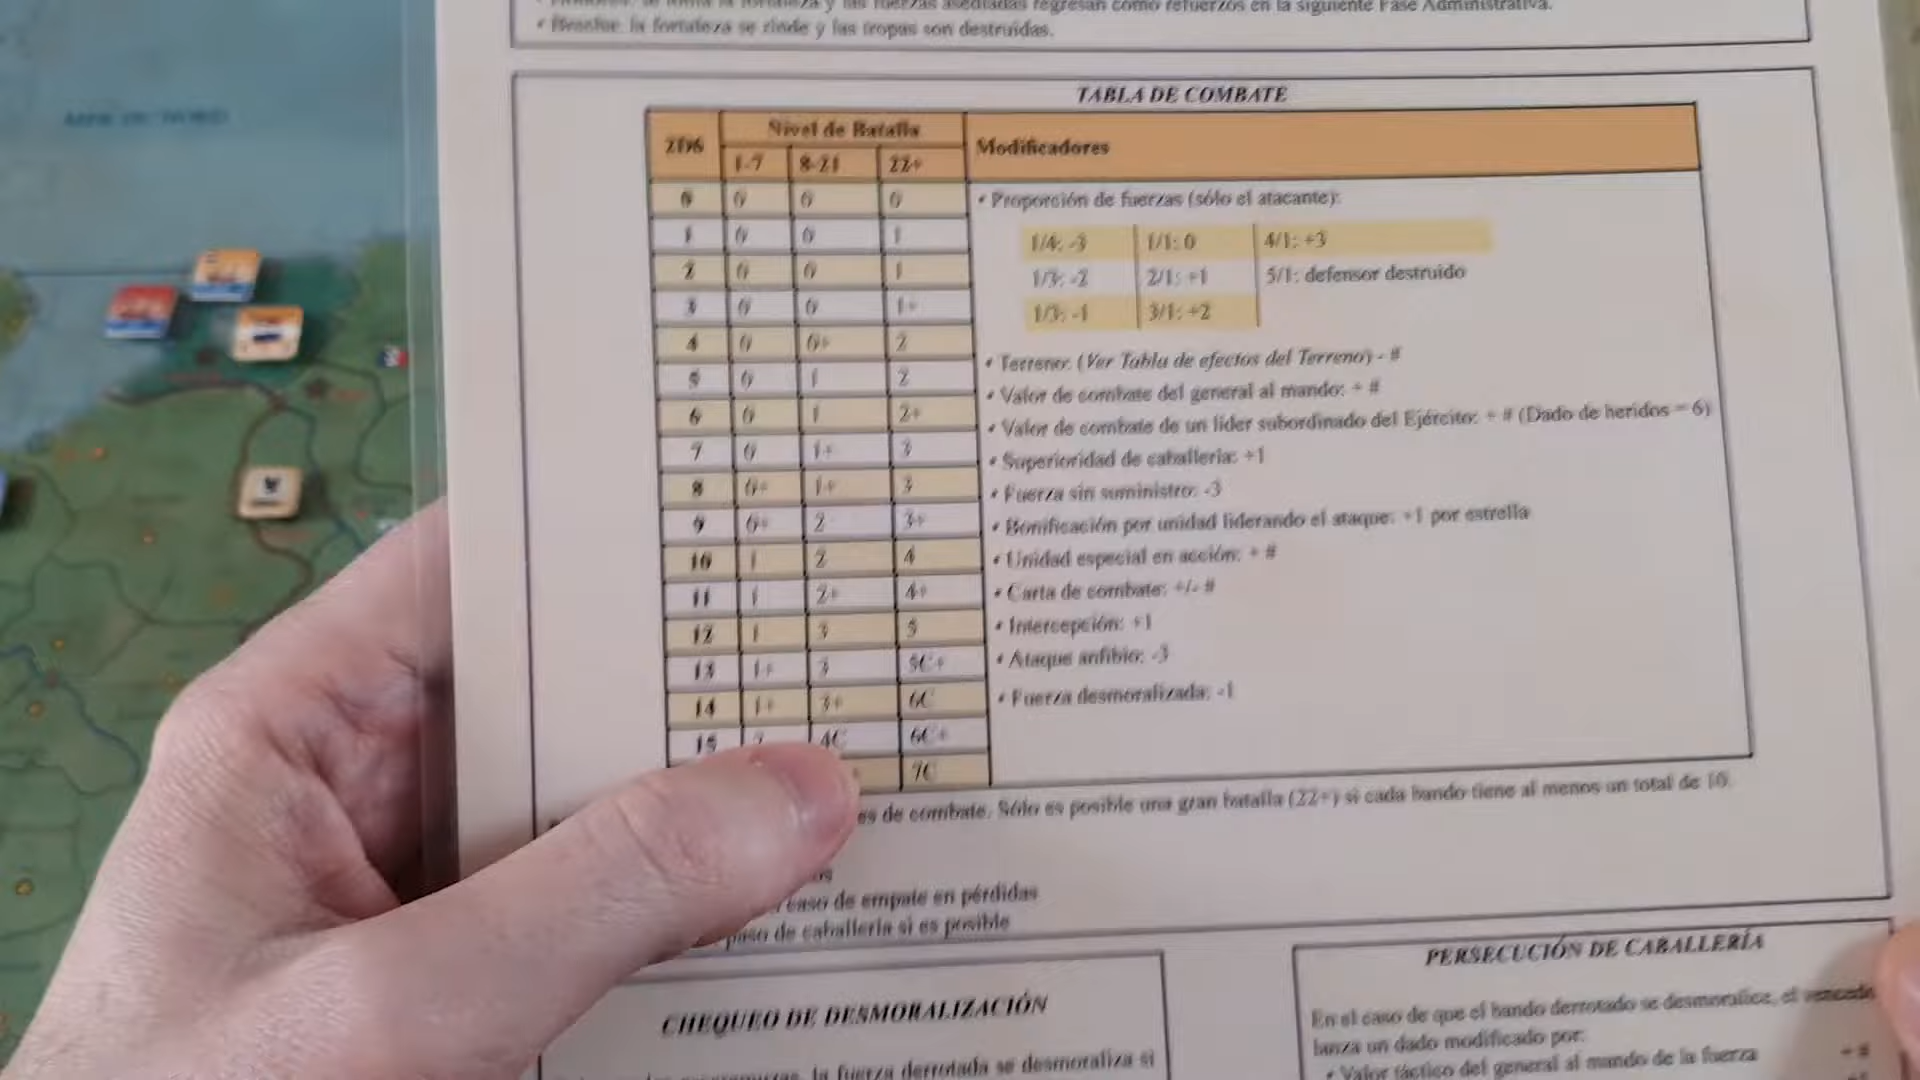 regresan como refuerzos en la siguiente Fase Administrativa.
la fortaleza se rinde y las tropas son destruidas.
TABLA DE COMBATE
2D6 Nivel de Batalla Modificadores
1-7 8-21 22+
0 0 0 0
1 0 0 1
2 0 0 1
3 0 0 1+
4 0 0+ 2
5 0 1 2
6 0 1 2+
7 0 1+ 3
8 0+ 1+ 3
9 0+ 2 3+
10 1 2 4
11 1 2+ 4+
12 1 3 5
13 1+ 3 5C+
14 1+ 3+ 6C
15 4C 6C+
7C
• Proporción de fuerzas (sólo el atacante):
1/4: -3 1/1: 0 4/1: +3
1/3: -2 2/1: +1 5/1: defensor destruido
-1 3/1: +2
• Terreno: (Ver Tabla de efectos del Terreno) - #
• Valor de combate del general al mando: + #
• Valor de combate de un líder subordinado del Ejército: + # (Dado de heridos = 6)
• Superioridad de caballería: +1
• Fuerza sin suministro: -3
• Bonificación por unidad liderando el ataque: +1 por estrella
• Unidad especial en acción: + #
• Carta de combate: +/- #
• Intercepción: +1
• Ataque anfibio: -3
• Fuerza desmoralizada: -1
de combate. Sólo es posible una gran batalla (22+) si cada bando tiene al menos un total de 16.
caso de empate en pérdidas
paso de caballería si es posible
CHEQUEO DE DESMORALIZACIÓN
la fuerza derrotada se desmoraliza si
PERSECUCIÓN DE CABALLERÍA
En el caso de que el bando derrotado se desmoralice, el
lanza un dado modificado por:
• Valor táctico del general al mando de la fuerza